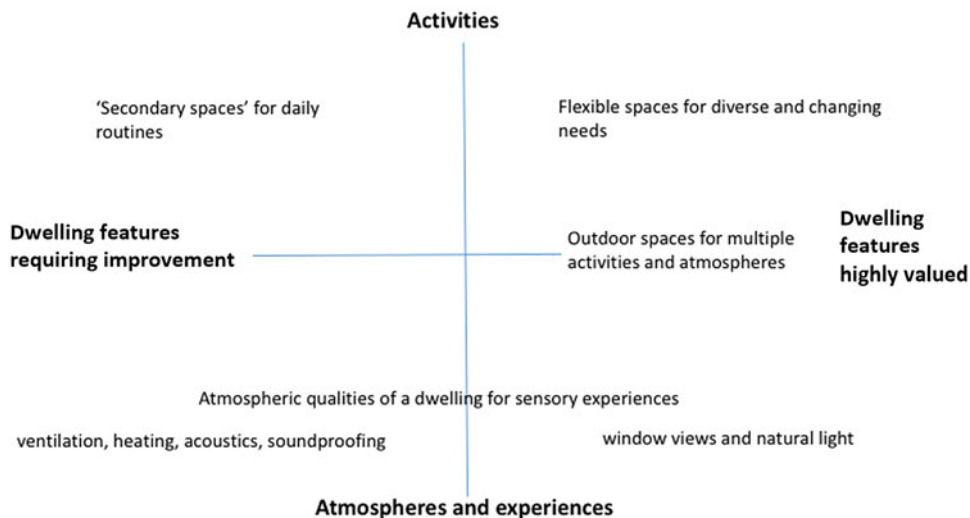 Activities
‘Secondary spaces’ for daily
routines
Flexible spaces for diverse and changing
needs
Dwelling features
requiring improvement
Outdoor spaces for multiple
activities and atmospheres
Dwelling
features
highly valued
Atmospheric qualities of a dwelling for sensory experiences
ventilation, heating, acoustics, soundproofing
window views and natural light
Atmospheres and experiences